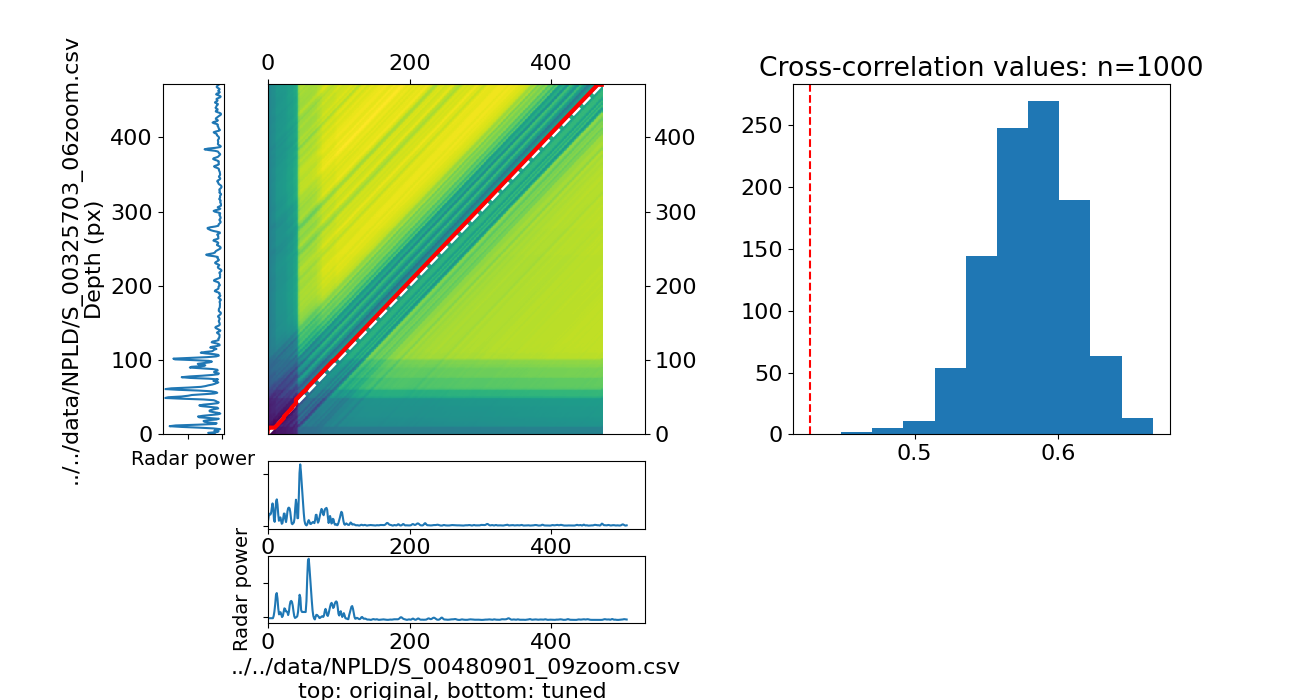 Cross-correlation values: n=1000
../../data/NPLD/S_00325703_06zoom.csv
Depth (px)
0 200 400
400
300
200
100
0
400
300
200
100
0
250
200
150
100
50
0
0.5 0.6
Radar power
0 200 400
Radar power
0 200 400
../../data/NPLD/S_00480901_09zoom.csv
top: original, bottom: tuned